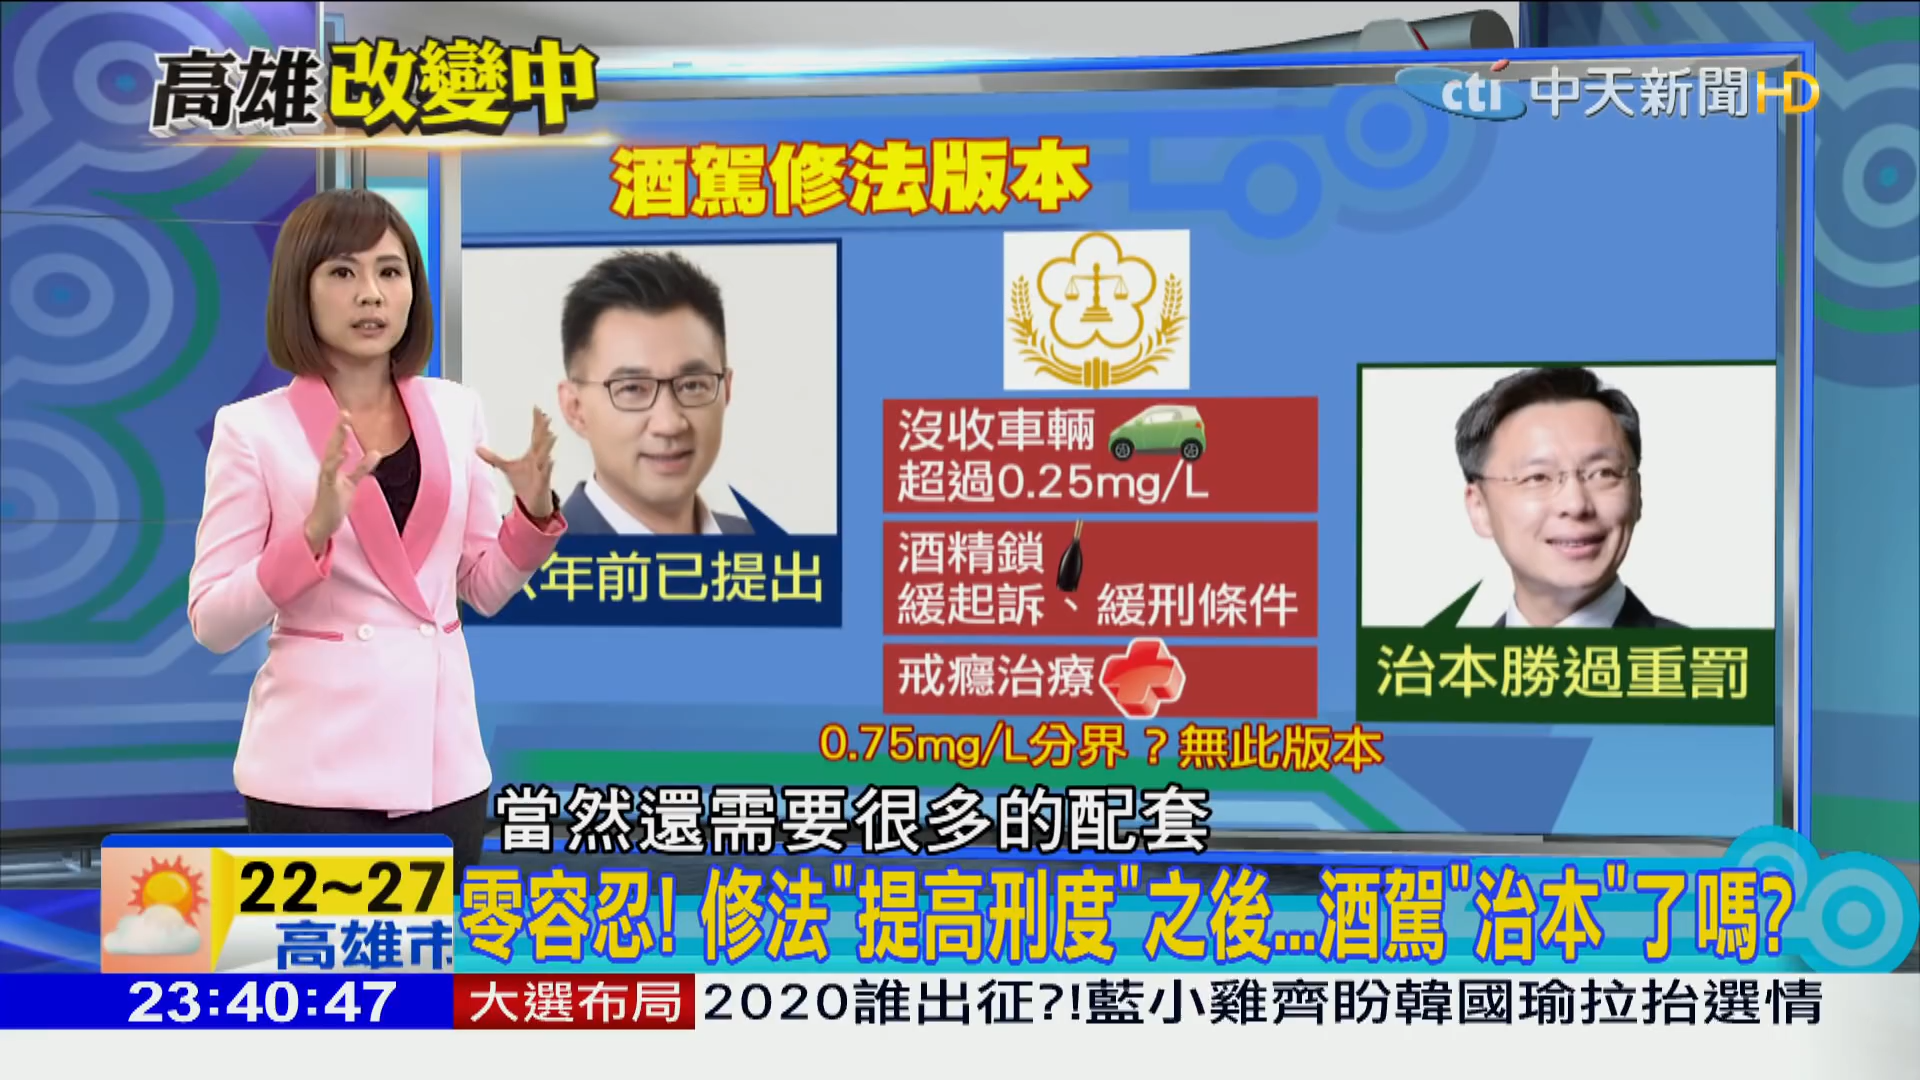 高雄改變中
cti 中天新聞HD
酒駕修法版本
年前已提出
沒收車輛
超過0.25mg/L
酒精鎖
緩起訴、緩刑條件
戒癮治療
治本勝過重罰
0.75mg/L分界？無此版本
當然還需要很多的配套
22~27
高雄市
零容忍! 修法"提高刑度"之後...酒駕"治本"了嗎?
23:40:47
大選布局 2020誰出征?!藍小雞齊盼韓國瑜拉抬選情